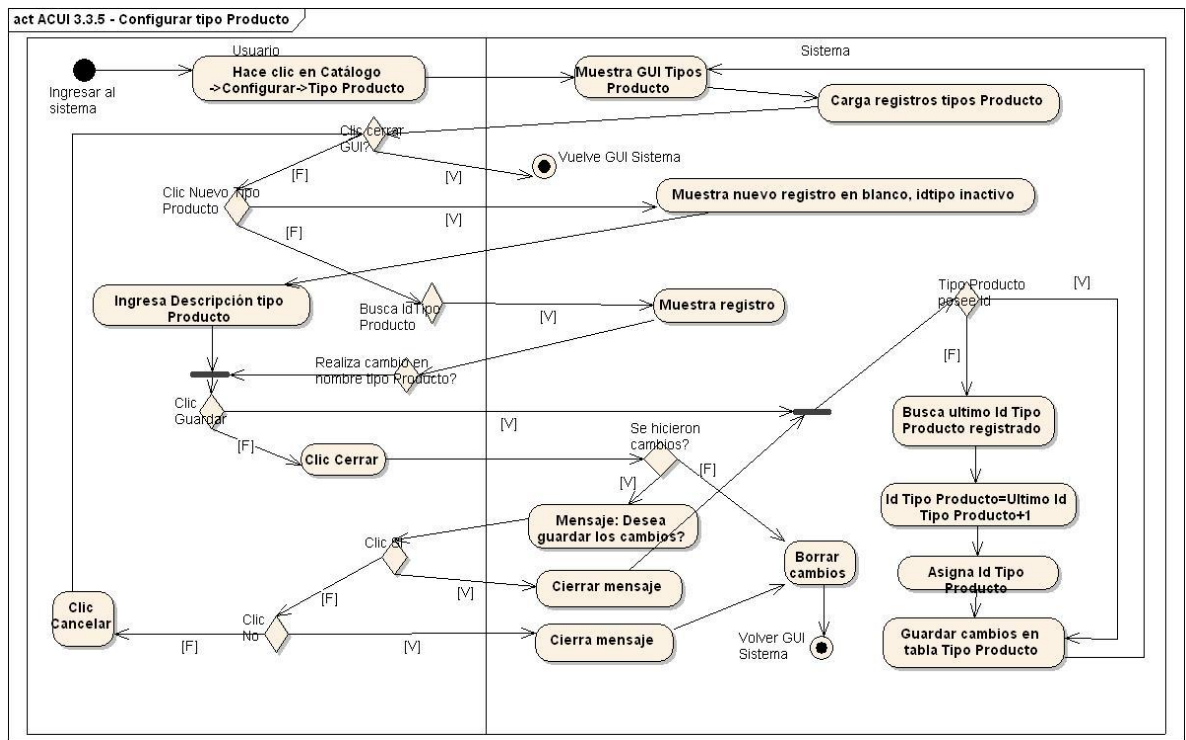 act ACUI 3.3.5 - Configurar tipo Producto
Usuario
Sistema
Ingresar al
sistema
Hace clic en Catálogo
->Configurar->Tipo Producto
Muestra GUI Tipos
Producto
Carga registros tipos Producto
Clic cerrar
GUI?
[F]
[V]
Vuelve GUI Sistema
Clic Nuevo Tipo
Producto
[V]
[F]
Muestra nuevo registro en blanco, idtipo inactivo
Ingresa Descripción tipo
Producto
Busca IdTipo
Producto
[V]
Muestra registro
Tipo Producto
posee Id
[V]
[F]
Realiza cambio en
nombre tipo Producto?
Clic
Guardar
[V]
[F]
Clic Cerrar
Se hicieron
cambios?
[F]
[V]
Busca ultimo Id Tipo
Producto registrado
Id Tipo Producto=Ultimo Id
Tipo Producto+1
Mensaje: Desea
guardar los cambios?
Clic Si
[F]
[V]
Cierrar mensaje
Borrar
cambios
Asigna Id Tipo
Producto
Clic
Cancelar
Clic
No
[F]
[V]
Cierra mensaje
Volver GUI
Sistema
Guardar cambios en
tabla Tipo Producto